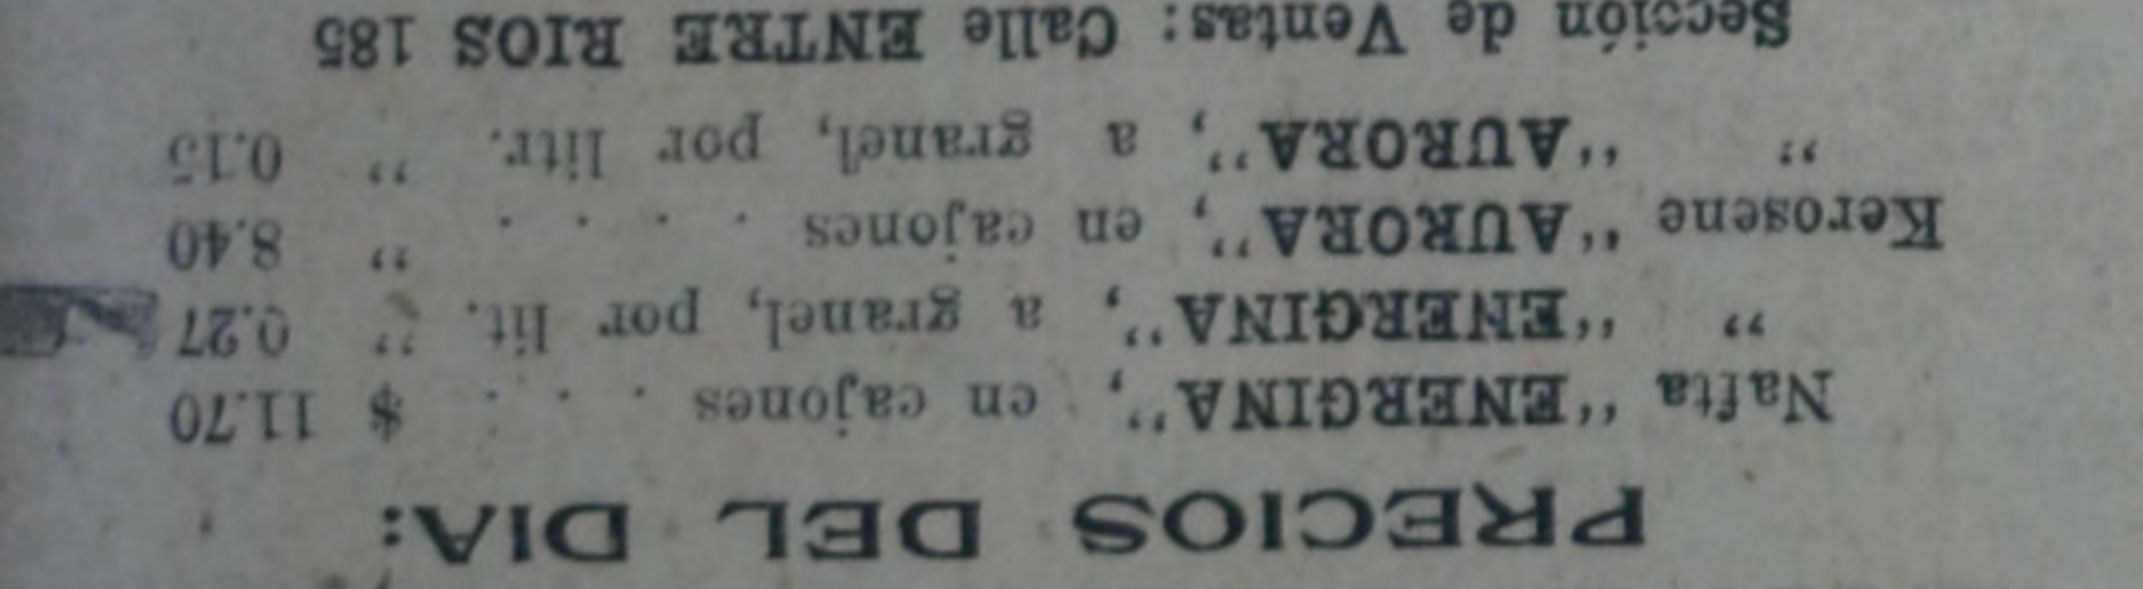 PRECIOS DEL DIA:
Nafta "ENERGINA", en cajones . . . $ 11.70
" "ENERGINA", a granel, por lit. " 0.27
Kerosene "AURORA", en cajones . . . . " 8.40
" "AURORA", a granel, por litr. " 0.15
Sección de Ventas: Calle ENTRE RIOS 185